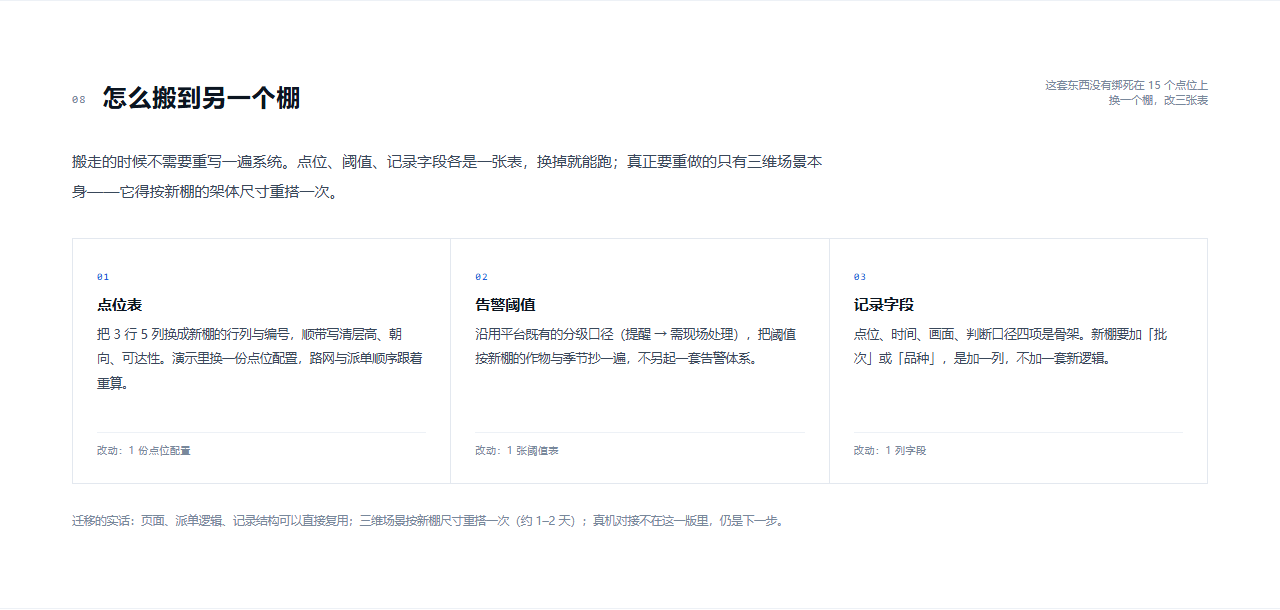 08 怎么搬到另一个棚
这套东西没有绑死在 15 个点位上
换一个棚，改三张表
搬走的时候不需要重写一遍系统。点位、阈值、记录字段各是一张表，换掉就能跑；真正要重做的只有三维场景本
身——它得按新棚的架体尺寸重搭一次。
01
点位表
把 3 行 5 列换成新棚的行列与编号，顺带写清层高、朝
向、可达性。演示里换一份点位配置，路网与派单顺序跟着
重算。
改动：1 份点位配置
02
告警阈值
沿用平台既有的分级口径（提醒 → 需现场处理），把阈值
按新棚的作物与季节抄一遍，不另起一套告警体系。
改动：1 张阈值表
03
记录字段
点位、时间、画面、判断口径四项是骨架。新棚要加「批
次」或「品种」，是加一列，不加一套新逻辑。
改动：1 列字段
迁移的实话：页面、派单逻辑、记录结构可以直接复用；三维场景按新棚尺寸重搭一次（约 1–2 天）；真机对接不在这一版里，仍是下一步。